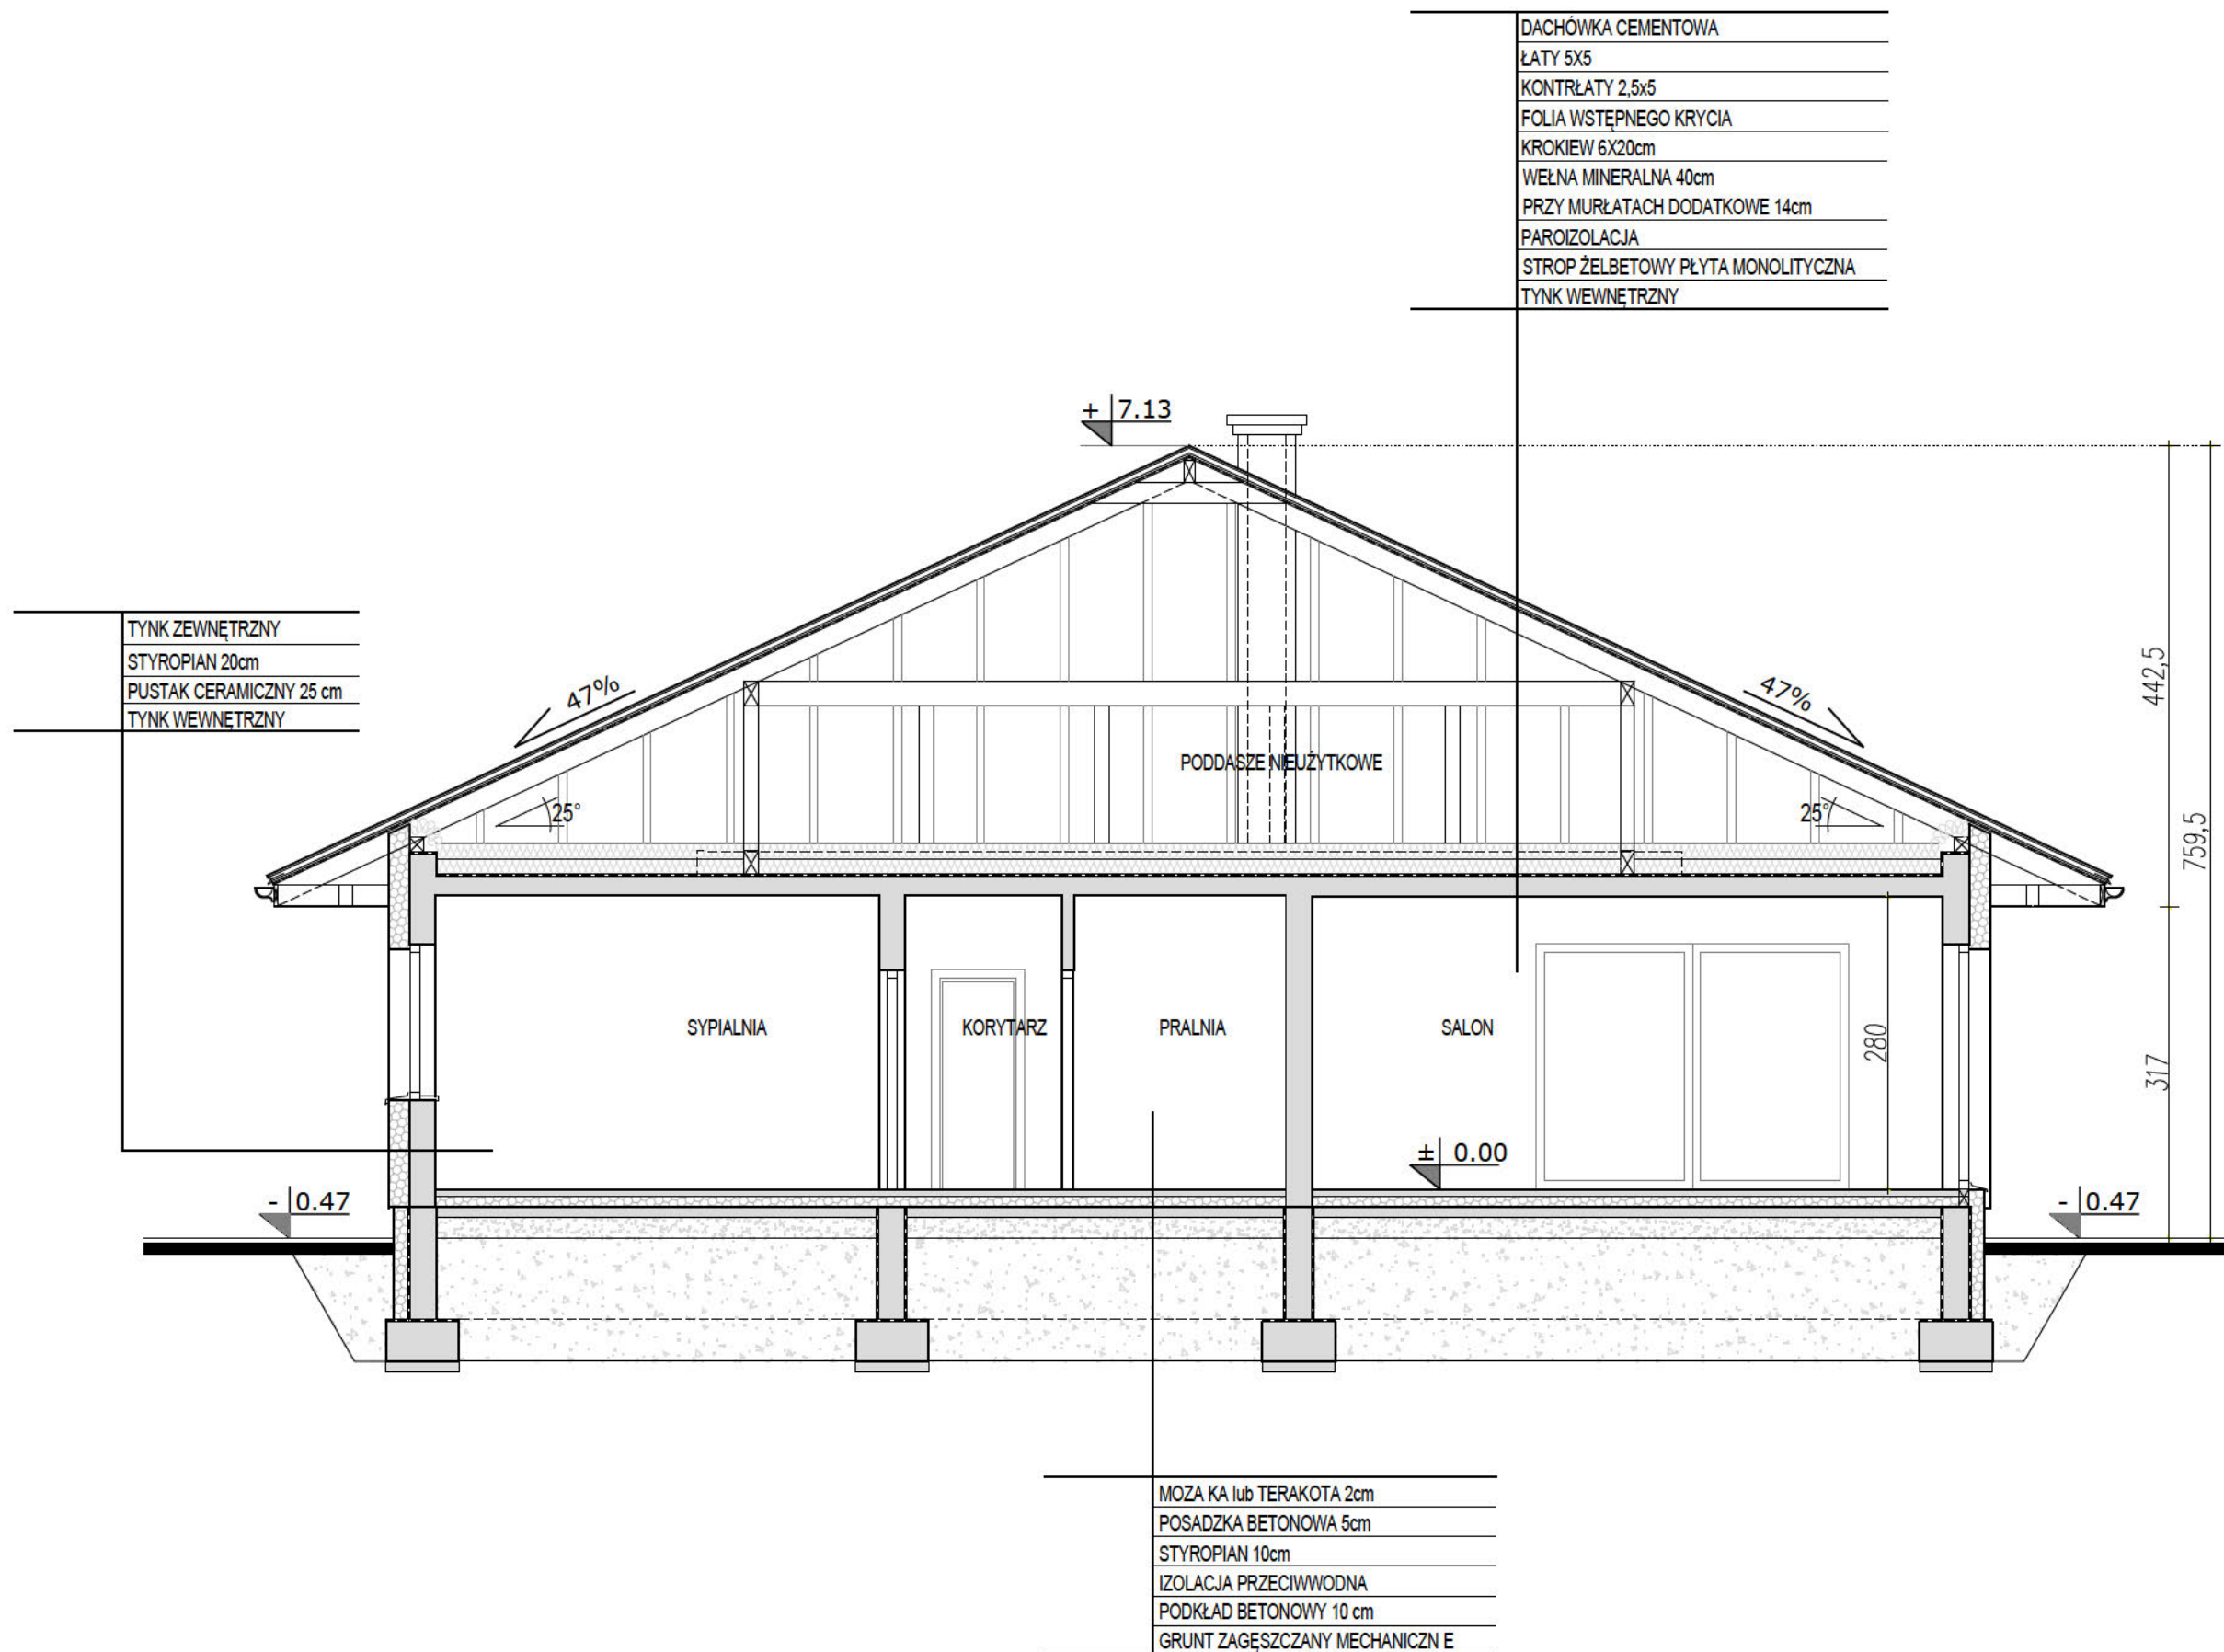 DACHÓWKA CEMENTOWA
ŁATY 5X5
KONTRŁATY 2,5x5
FOLIA WSTĘPNEGO KRYCIA
KROKIEW 6X20cm
WEŁNA MINERALNA 40cm
PRZY MURŁATACH DODATKOWE 14cm
PAROIZOLACJA
STROP ŻELBETOWY PŁYTA MONOLITYCZNA
TYNK WEWNĘTRZNY
+ 7.13
TYNK ZEWNĘTRZNY
STYROPIAN 20cm
PUSTAK CERAMICZNY 25 cm
TYNK WEWNĘTRZNY
47%
47%
442,5
759,5
317
PODDASZE NIEUŻYTKOWE
25°
25°
SYPIALNIA
KORYTARZ
PRALNIA
SALON
280
± 0.00
- 0.47
- 0.47
MOZA KA lub TERAKOTA 2cm
POSADZKA BETONOWA 5cm
STYROPIAN 10cm
IZOLACJA PRZECIWWODNA
PODKŁAD BETONOWY 10 cm
GRUNT ZAGĘSZCZANY MECHANICZN E